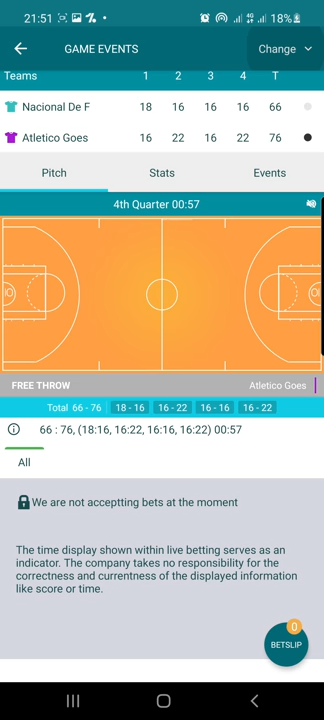 21:51
18%
GAME EVENTS
Change
Teams 1 2 3 4 T
Nacional De F 18 16 16 16 66
Atletico Goes 16 22 16 22 76
Pitch Stats Events
4th Quarter 00:57
FREE THROW Atletico Goes
Total 66 - 76 18 - 16 16 - 22 16 - 16 16 - 22
66 : 76, (18:16, 16:22, 16:16, 16:22) 00:57
All
We are not acceptting bets at the moment
The time display shown within live betting serves as an
indicator. The company takes no responsibility for the
correctness and currentness of the displayed information
like score or time.
0
BETSLIP